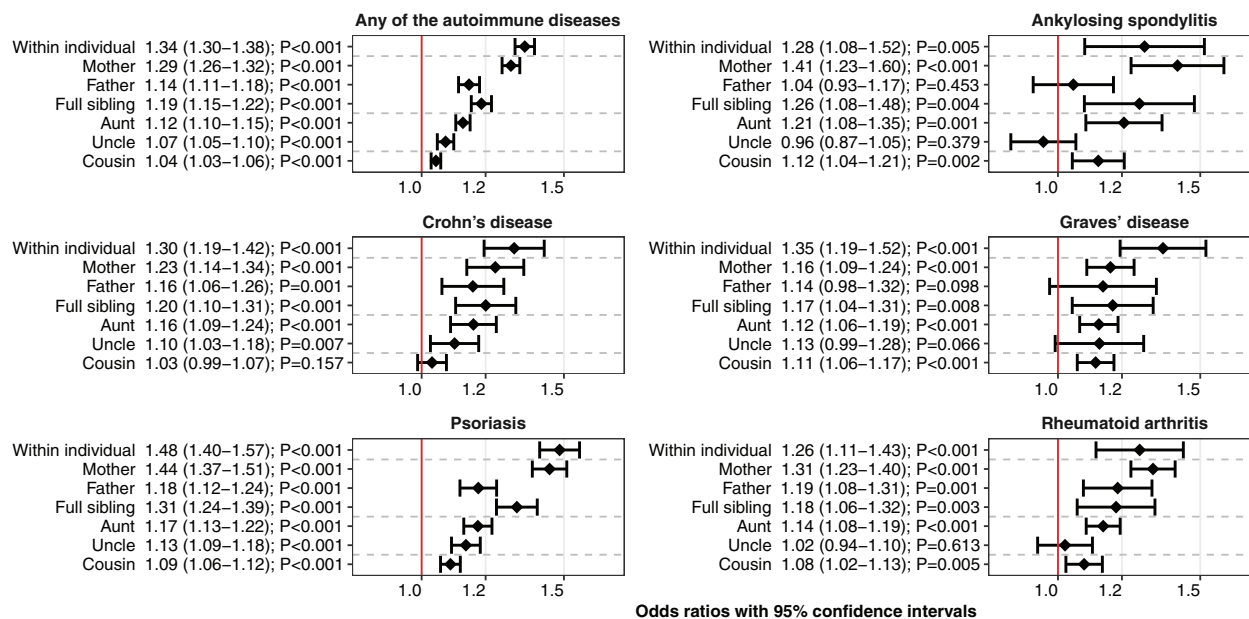 Any of the autoimmune diseases
Within individual 1.34 (1.30–1.38); P<0.001
Mother 1.29 (1.26–1.32); P<0.001
Father 1.14 (1.11–1.18); P<0.001
Full sibling 1.19 (1.15–1.22); P<0.001
Aunt 1.12 (1.10–1.15); P<0.001
Uncle 1.07 (1.05–1.10); P<0.001
Cousin 1.04 (1.03–1.06); P<0.001
1.0 1.2 1.5
Ankylosing spondylitis
Within individual 1.28 (1.08–1.52); P=0.005
Mother 1.41 (1.23–1.60); P<0.001
Father 1.04 (0.93–1.17); P=0.453
Full sibling 1.26 (1.08–1.48); P=0.004
Aunt 1.21 (1.08–1.35); P=0.001
Uncle 0.96 (0.87–1.05); P=0.379
Cousin 1.12 (1.04–1.21); P=0.002
1.0 1.2 1.5
Crohn’s disease
Within individual 1.30 (1.19–1.42); P<0.001
Mother 1.23 (1.14–1.34); P<0.001
Father 1.16 (1.06–1.26); P=0.001
Full sibling 1.20 (1.10–1.31); P<0.001
Aunt 1.16 (1.09–1.24); P<0.001
Uncle 1.10 (1.03–1.18); P=0.007
Cousin 1.03 (0.99–1.07); P=0.157
1.0 1.2 1.5
Graves’ disease
Within individual 1.35 (1.19–1.52); P<0.001
Mother 1.16 (1.09–1.24); P<0.001
Father 1.14 (0.98–1.32); P=0.098
Full sibling 1.17 (1.04–1.31); P=0.008
Aunt 1.12 (1.06–1.19); P<0.001
Uncle 1.13 (0.99–1.28); P=0.066
Cousin 1.11 (1.06–1.17); P<0.001
1.0 1.2 1.5
Psoriasis
Within individual 1.48 (1.40–1.57); P<0.001
Mother 1.44 (1.37–1.51); P<0.001
Father 1.18 (1.12–1.24); P<0.001
Full sibling 1.31 (1.24–1.39); P<0.001
Aunt 1.17 (1.13–1.22); P<0.001
Uncle 1.13 (1.09–1.18); P<0.001
Cousin 1.09 (1.06–1.12); P<0.001
1.0 1.2 1.5
Rheumatoid arthritis
Within individual 1.26 (1.11–1.43); P<0.001
Mother 1.31 (1.23–1.40); P<0.001
Father 1.19 (1.08–1.31); P=0.001
Full sibling 1.18 (1.06–1.32); P=0.003
Aunt 1.14 (1.08–1.19); P<0.001
Uncle 1.02 (0.94–1.10); P=0.613
Cousin 1.08 (1.02–1.13); P=0.005
1.0 1.2 1.5
Odds ratios with 95% confidence intervals